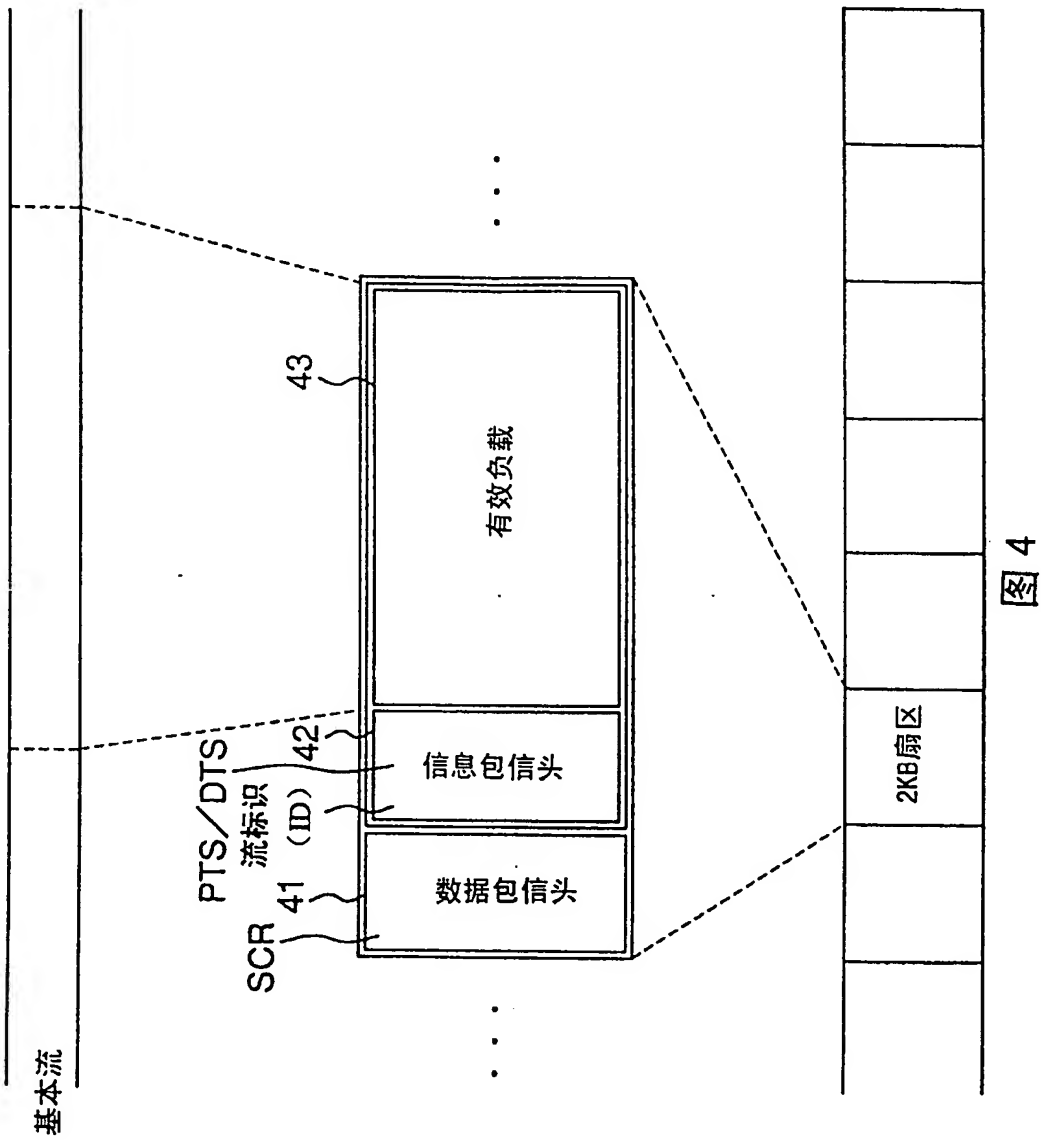 基本流
PTS/DTS
流标识
(ID)
SCR
41
42
43
数据包信头
信息包信头
有效负载
2KB扇区
图 4